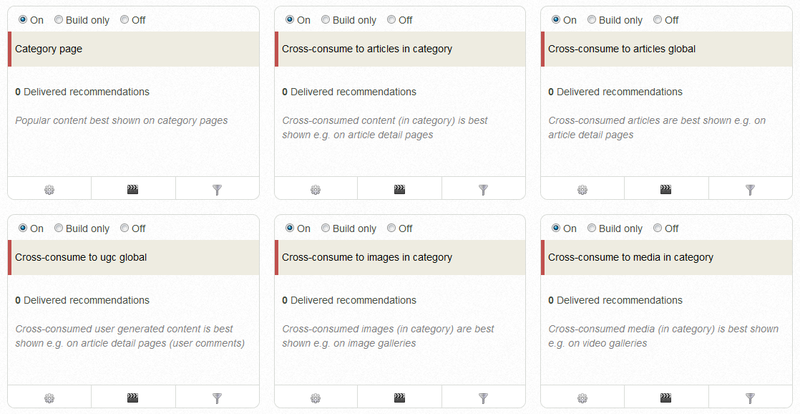 On Build only Off
Category page
0 Delivered recommendations
Popular content best shown on category pages
On Build only Off
Cross-consume to articles in category
0 Delivered recommendations
Cross-consumed content (in category) is best
shown e.g. on article detail pages
On Build only Off
Cross-consume to articles global
0 Delivered recommendations
Cross-consumed articles are best shown e.g. on
article detail pages
On Build only Off
Cross-consume to ugc global
0 Delivered recommendations
Cross-consumed user generated content is best
shown e.g. on article detail pages (user comments)
On Build only Off
Cross-consume to images in category
0 Delivered recommendations
Cross-consumed images (in category) are best
shown e.g. on image galleries
On Build only Off
Cross-consume to media in category
0 Delivered recommendations
Cross-consumed media (in category) is best shown
e.g. on video galleries